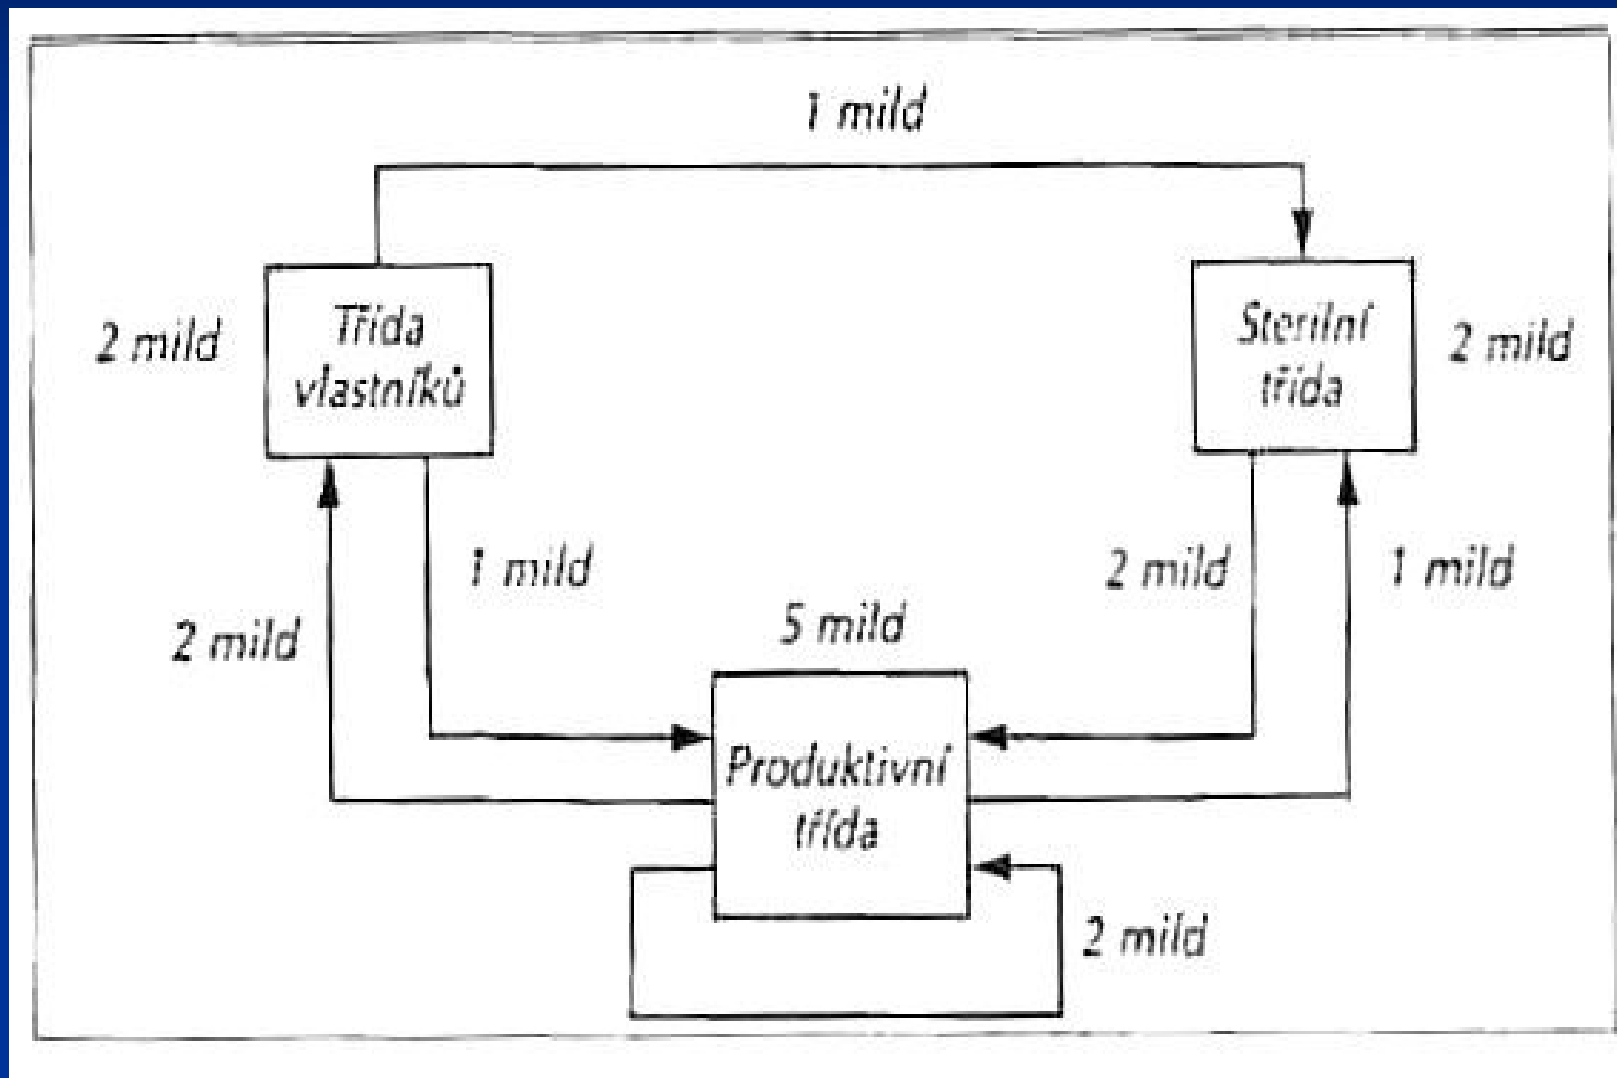 1 mild
Třída
vlastníků
2 mild
Sterilní
třída
2 mild
1 mild
2 mild
2 mild
1 mild
5 mild
Produktivní
třída
2 mild